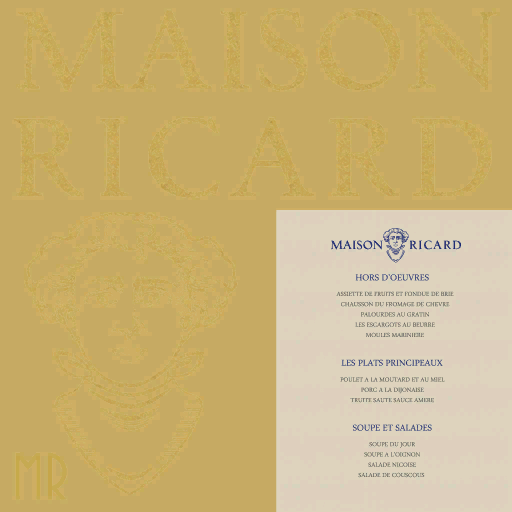 MAISON
RICARD
MAISON RICARD
HORS D'OEUVRES
ASSIETTE DE FRUITS ET FONDUE DE BRIE
CHAUSSON DU FROMAGE DE CHEVRE
PALOURDES AU GRATIN
LES ESCARGOTS AU BEURRE
MOULES MARINIERE
LES PLATS PRINCIPEAUX
POULET A LA MOUTARD ET AU MIEL
PORC A LA DIJONAISE
TRUITE SAUTE SAUCE AMERE
SOUPE ET SALADES
SOUPE DU JOUR
SOUPE A L'OIGNON
SALADE NICOISE
SALADE DE COUSCOUS
MR